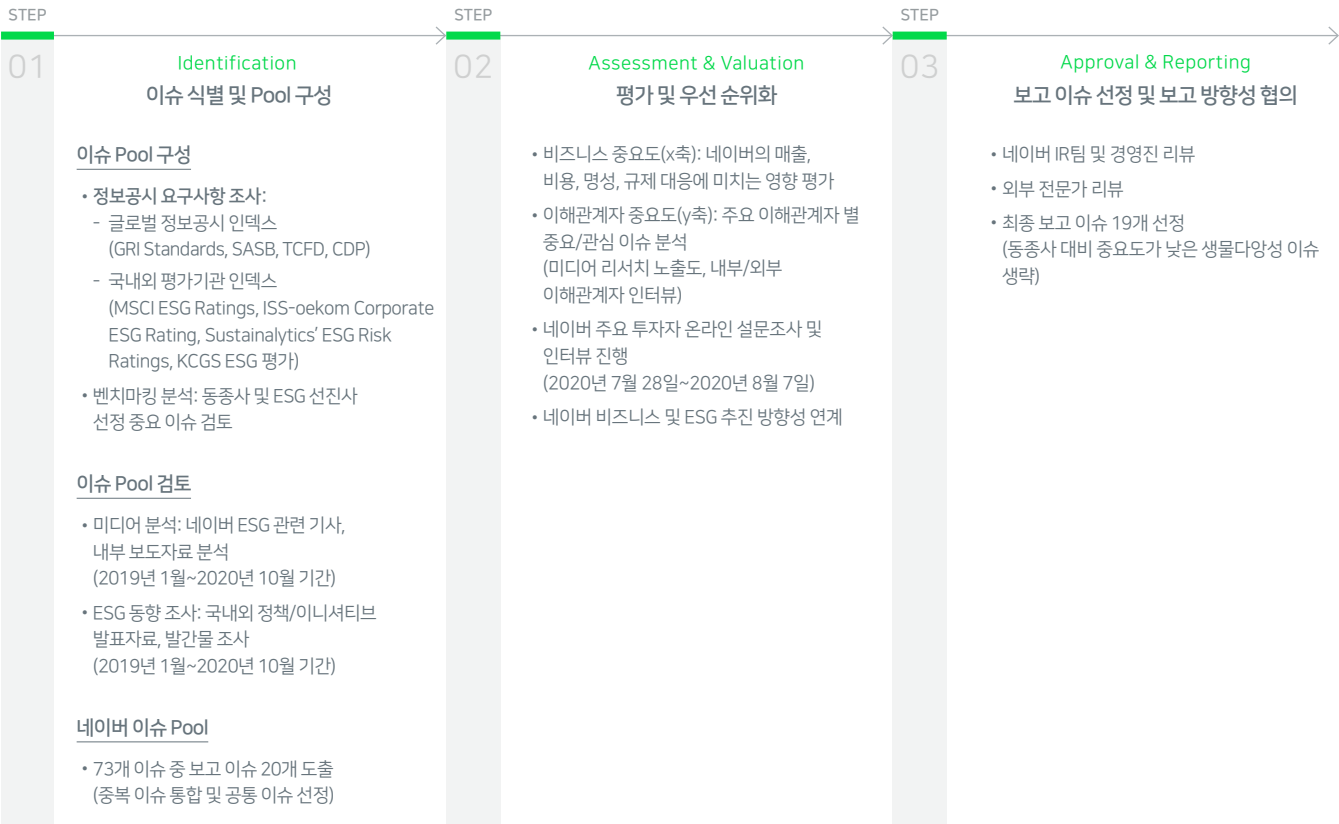 STEP
01
Identification
이슈 식별 및 Pool 구성
이슈 Pool 구성
• 정보공시 요구사항 조사:
- 글로벌 정보공시 인덱스
(GRI Standards, SASB, TCFD, CDP)
- 국내외 평가기관 인덱스
(MSCI ESG Ratings, ISS-oekom Corporate
ESG Rating, Sustainalytics’ ESG Risk
Ratings, KCGS ESG 평가)
• 벤치마킹 분석: 동종사 및 ESG 선진사
선정 중요 이슈 검토
이슈 Pool 검토
• 미디어 분석: 네이버 ESG 관련 기사,
내부 보도자료 분석
(2019년 1월~2020년 10월 기간)
• ESG 동향 조사: 국내외 정책/이니셔티브
발표자료, 발간물 조사
(2019년 1월~2020년 10월 기간)
네이버 이슈 Pool
• 73개 이슈 중 보고 이슈 20개 도출
(중복 이슈 통합 및 공통 이슈 선정)
STEP
02
Assessment & Valuation
평가 및 우선 순위화
• 비즈니스 중요도(x축): 네이버의 매출,
비용, 명성, 규제 대응에 미치는 영향 평가
• 이해관계자 중요도(y축): 주요 이해관계자 별
중요/관심 이슈 분석
(미디어 리서치 노출도, 내부/외부
이해관계자 인터뷰)
• 네이버 주요 투자자 온라인 설문조사 및
인터뷰 진행
(2020년 7월 28일~2020년 8월 7일)
• 네이버 비즈니스 및 ESG 추진 방향성 연계
STEP
03
Approval & Reporting
보고 이슈 선정 및 보고 방향성 협의
• 네이버 IR팀 및 경영진 리뷰
• 외부 전문가 리뷰
• 최종 보고 이슈 19개 선정
(동종사 대비 중요도가 낮은 생물다양성 이슈
생략)